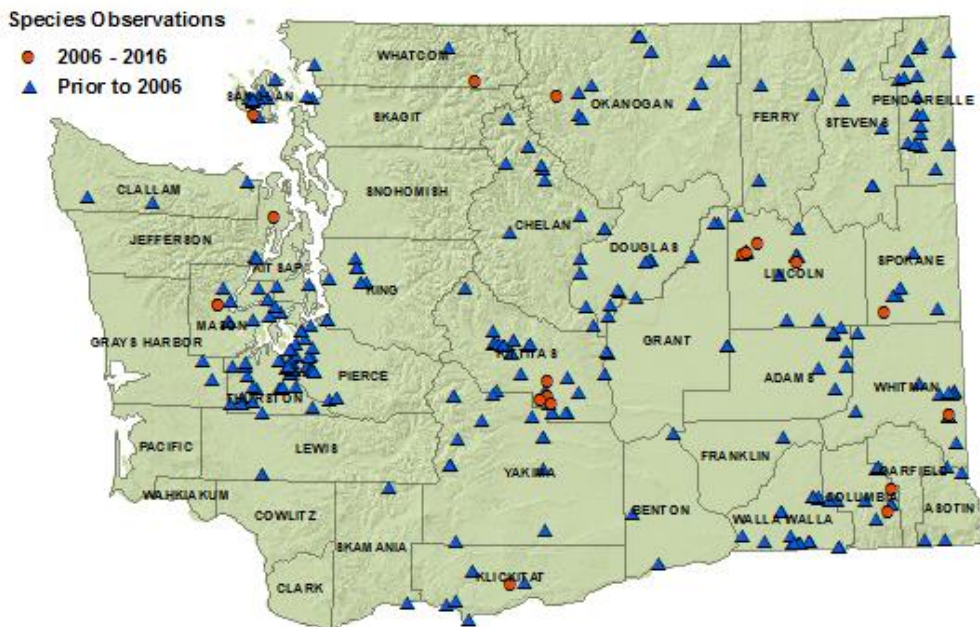 Species Observations
2006 - 2016
Prior to 2006
WHATCOM
SAN JUAN
SKAGIT
OKANOGAN
FERRY
STEVENS
PEND OREILLE
SNOHOMISH
CLALLAM
CHELAN
JEFFERSON
DOUGLAS
KITSAP
KING
LINCOLN
SPOKANE
MASON
GRAYS HARBOR
KITTITAS
GRANT
PIERCE
ADAMS
WHITMAN
THURSTON
PACIFIC
LEWIS
YAKIMA
FRANKLIN
GARFIELD
WAHKIAKUM
COLUMBIA
COWLITZ
BENTON
WALLA WALLA
ASOTIN
SKAMANIA
KLICKITAT
CLARK